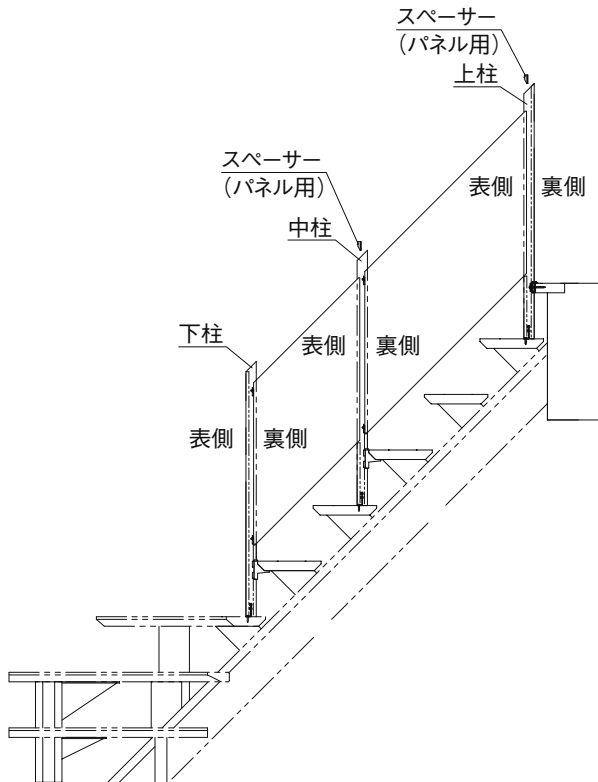 スペーサー
（パネル用）
上柱
表側 裏側
スペーサー
（パネル用）
中柱
表側 裏側
下柱
表側 裏側